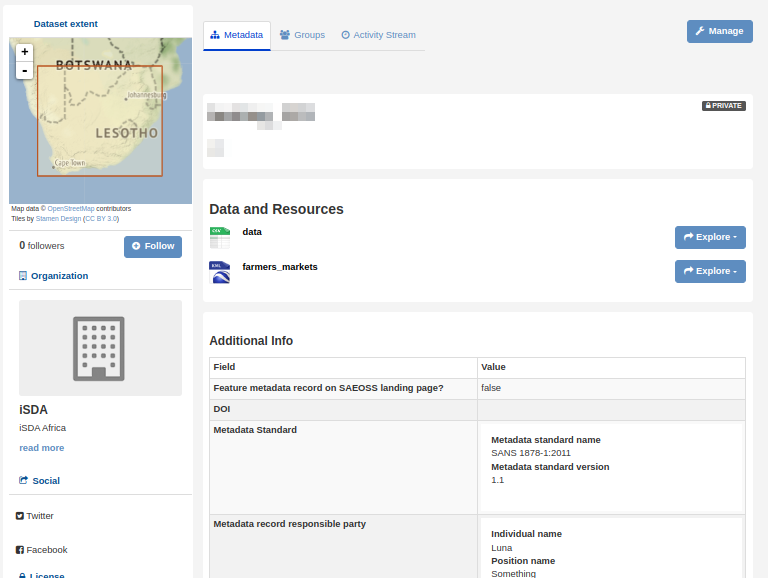 Dataset extent
+
-
BOTSWANA
Johannesburg
LESOTHO
Cape Town
Map data © OpenStreetMap contributors
Tiles by Stamen Design (CC BY 3.0)
0 followers
Follow
Organization
iSDA
iSDA Africa
read more
Social
Twitter
Facebook
License
Metadata
Groups
Activity Stream
Manage
PRIVATE
Data and Resources
CSV
data
Explore
KML
farmers_markets
Explore
Additional Info
Field Value
Feature metadata record on SAEOSS landing page? false
DOI
Metadata Standard
Metadata standard name
SANS 1878-1:2011
Metadata standard version
1.1
Metadata record responsible party
Individual name
Luna
Position name
Something